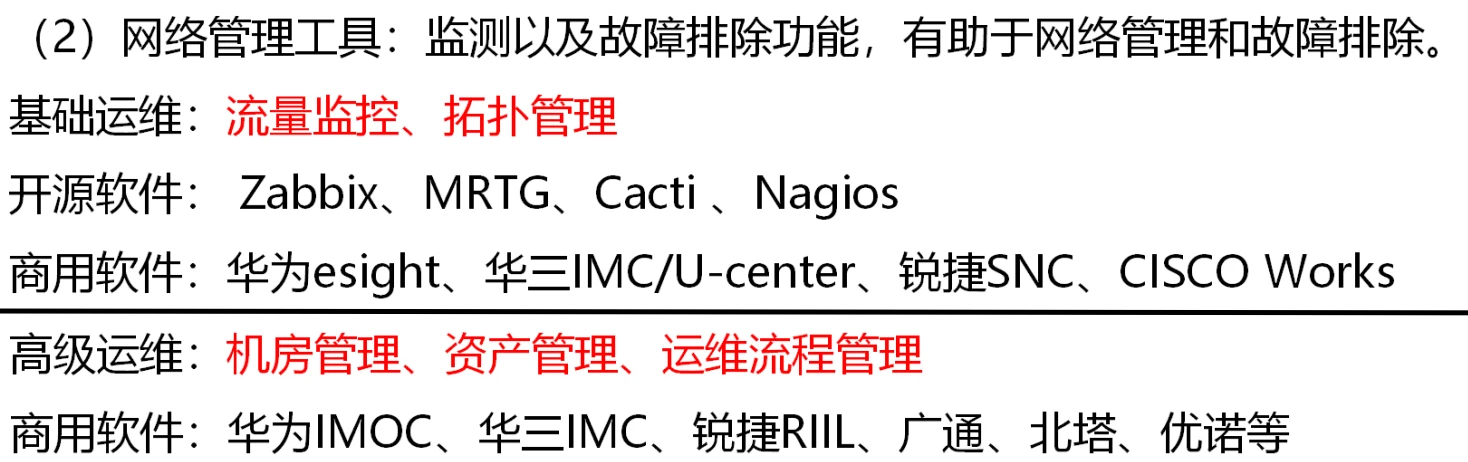 （2）网络管理工具：监测以及故障排除功能，有助于网络管理和故障排除。
基础运维：流量监控、拓扑管理
开源软件： Zabbix、MRTG、Cacti 、Nagios
商用软件：华为esight、华三IMC/U-center、锐捷SNC、CISCO Works
高级运维：机房管理、资产管理、运维流程管理
商用软件：华为IMOC、华三IMC、锐捷RIIL、广通、北塔、优诺等